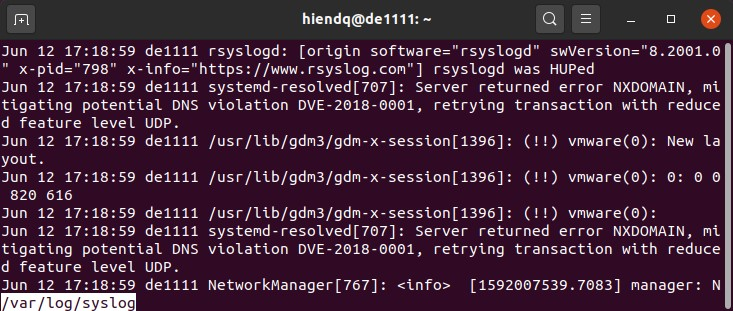 hiendq@de1111: ~
Jun 12 17:18:59 de1111 rsyslogd: [origin software="rsyslogd" swVersion="8.2001.0
" x-pid="798" x-info="https://www.rsyslog.com"] rsyslogd was HUPed
Jun 12 17:18:59 de1111 systemd-resolved[707]: Server returned error NXDOMAIN, mi
tigating potential DNS violation DVE-2018-0001, retrying transaction with reduce
d feature level UDP.
Jun 12 17:18:59 de1111 /usr/lib/gdm3/gdm-x-session[1396]: (!!) vmware(0): New la
yout.
Jun 12 17:18:59 de1111 /usr/lib/gdm3/gdm-x-session[1396]: (!!) vmware(0): 0: 0 0
 820 616
Jun 12 17:18:59 de1111 /usr/lib/gdm3/gdm-x-session[1396]: (!!) vmware(0):
Jun 12 17:18:59 de1111 systemd-resolved[707]: Server returned error NXDOMAIN, mi
tigating potential DNS violation DVE-2018-0001, retrying transaction with reduce
d feature level UDP.
Jun 12 17:18:59 de1111 NetworkManager[767]: <info>  [1592007539.7083] manager: N
/var/log/syslog